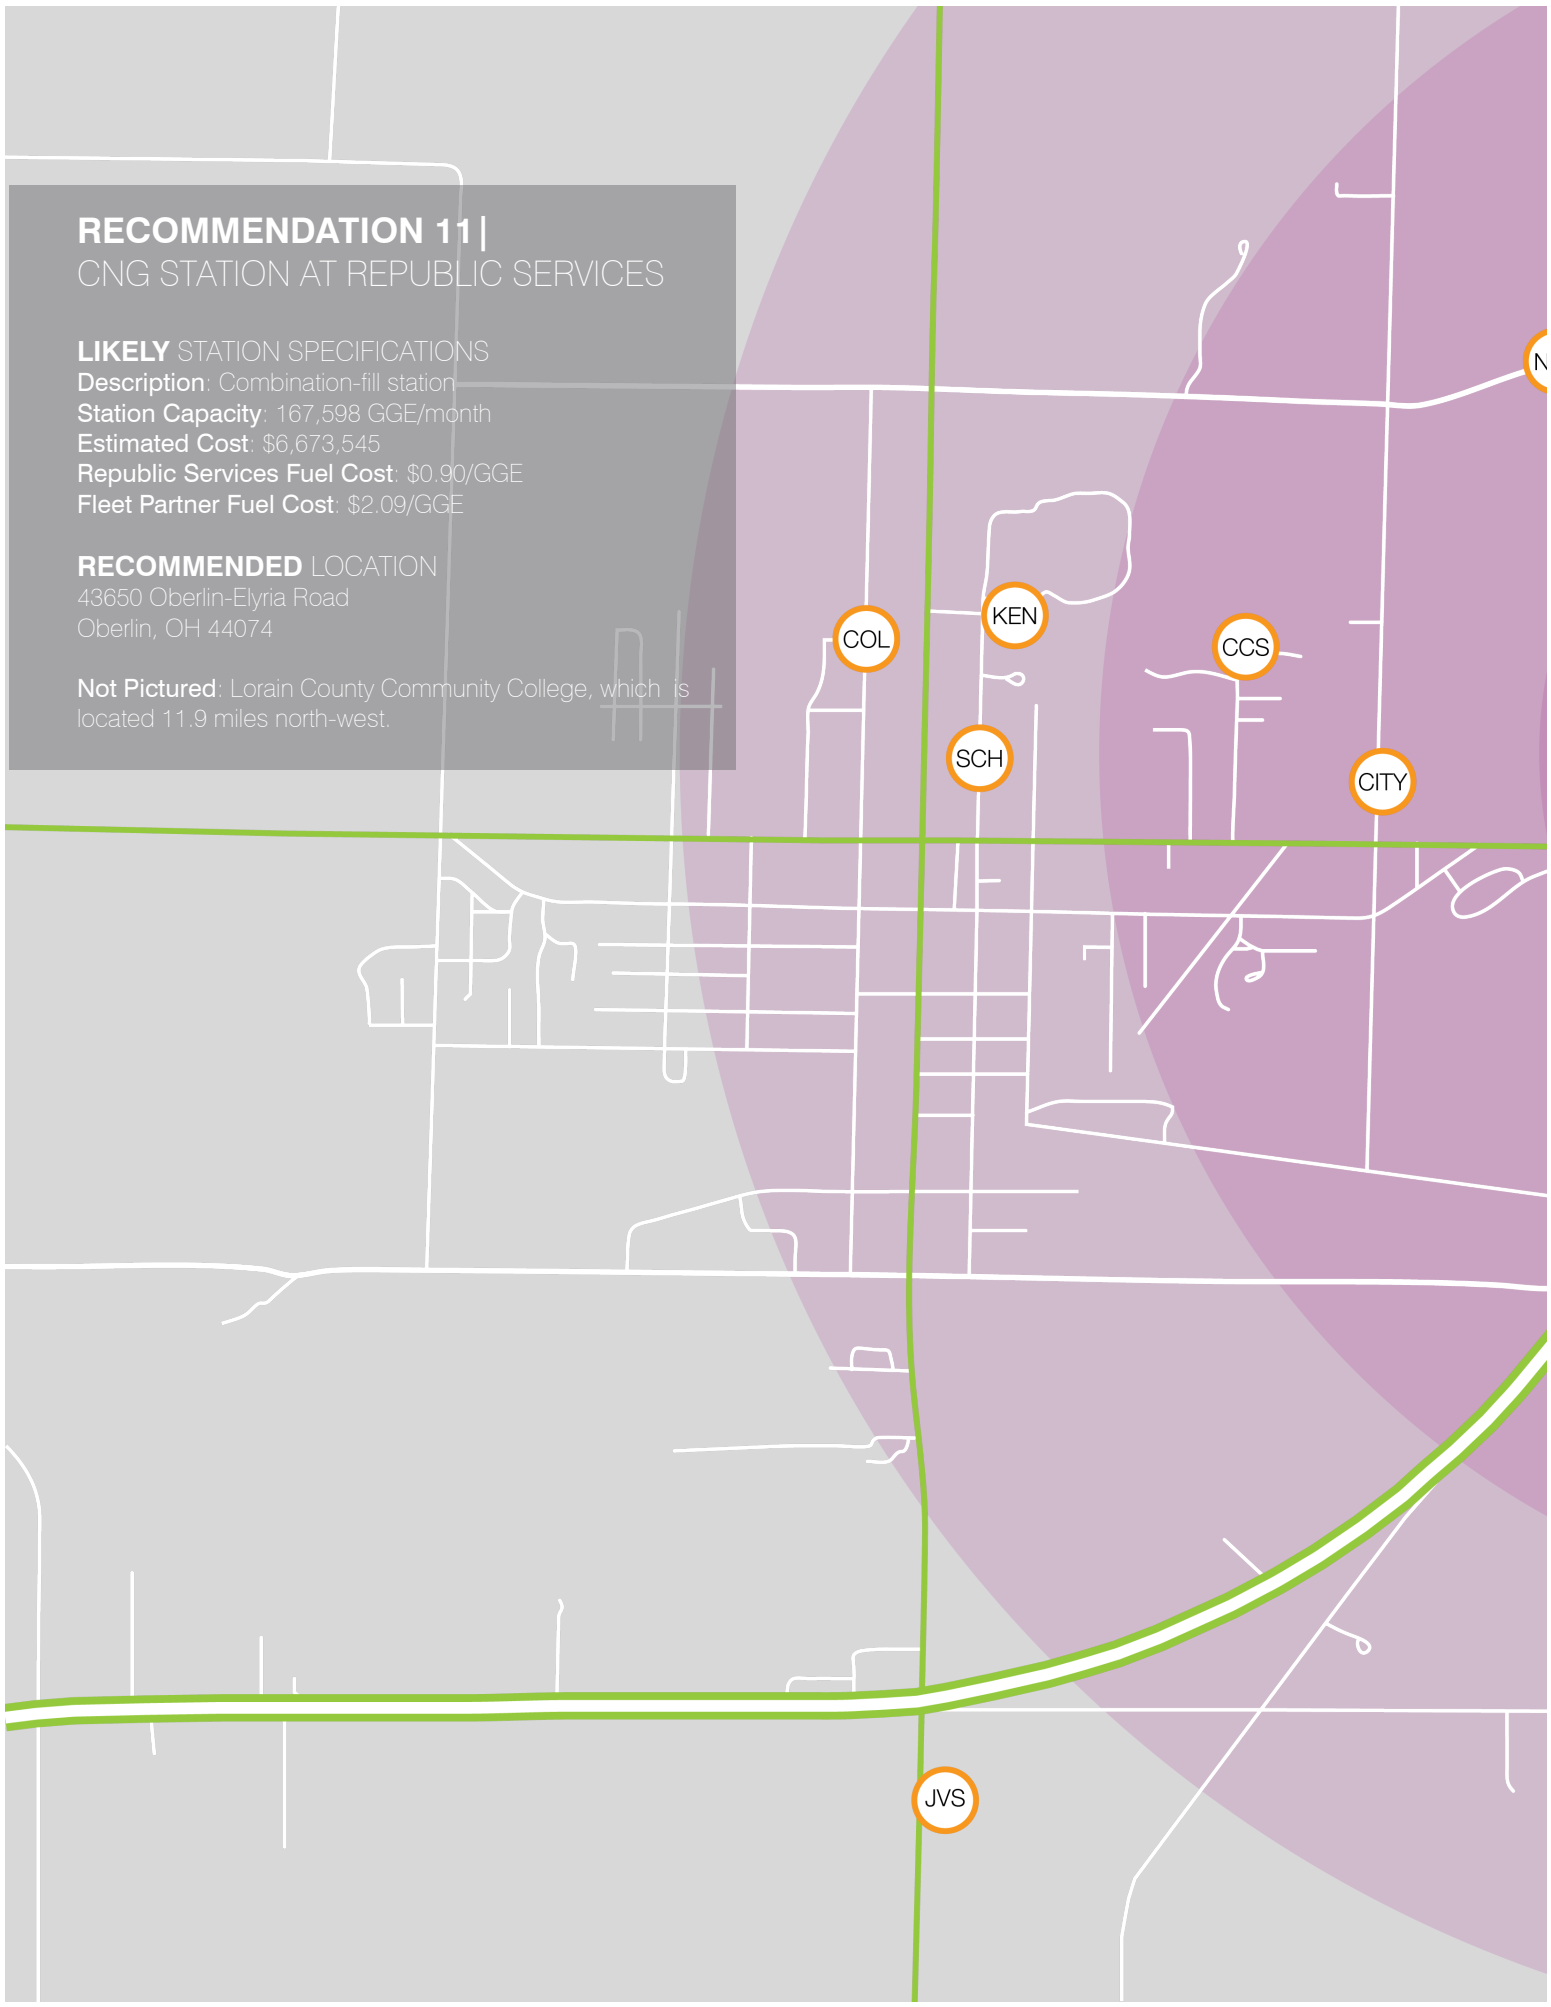 RECOMMENDATION 11|
CNG STATION AT REPUBLIC SERVICES
LIKELY STATION SPECIFICATIONS
Description: Combination-fill station
Station Capacity: 167,598 GGE/month
Estimated Cost: $6,673,545
Republic Services Fuel Cost: $0.90/GGE
Fleet Partner Fuel Cost: $2.09/GGE
RECOMMENDED LOCATION
43650 Oberlin-Elyria Road
Oberlin, OH 44074
Not Pictured: Lorain County Community College, which is
located 11.9 miles north-west.
N
KEN
COL
CCS
SCH
CITY
JVS